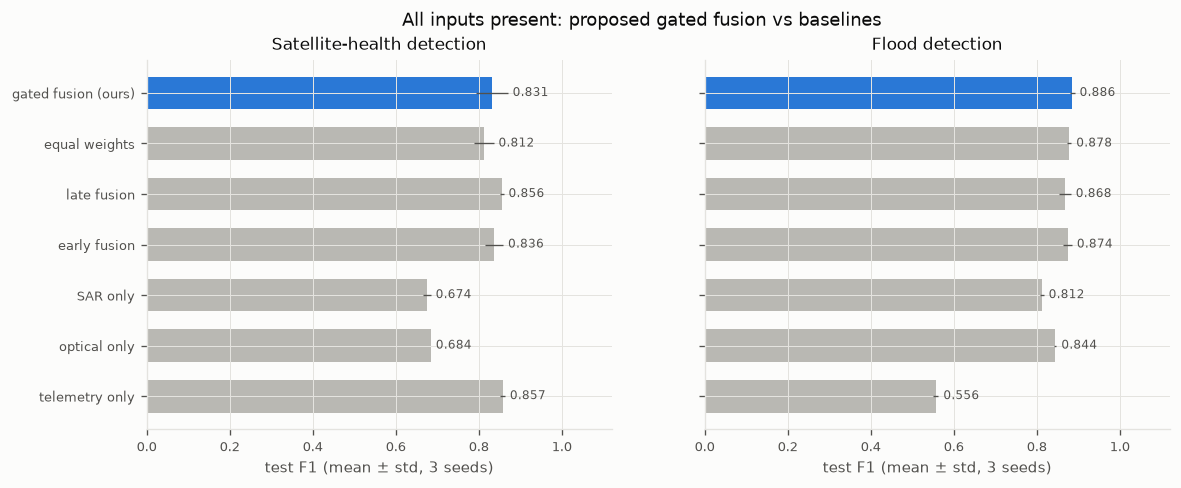 All inputs present: proposed gated fusion vs baselines
Satellite-health detection
gated fusion (ours)
0.831
equal weights
0.812
late fusion
0.856
early fusion
0.836
SAR only
0.674
optical only
0.684
telemetry only
0.857
0.0 0.2 0.4 0.6 0.8 1.0
test F1 (mean ± std, 3 seeds)
Flood detection
0.886
0.878
0.868
0.874
0.812
0.844
0.556
0.0 0.2 0.4 0.6 0.8 1.0
test F1 (mean ± std, 3 seeds)